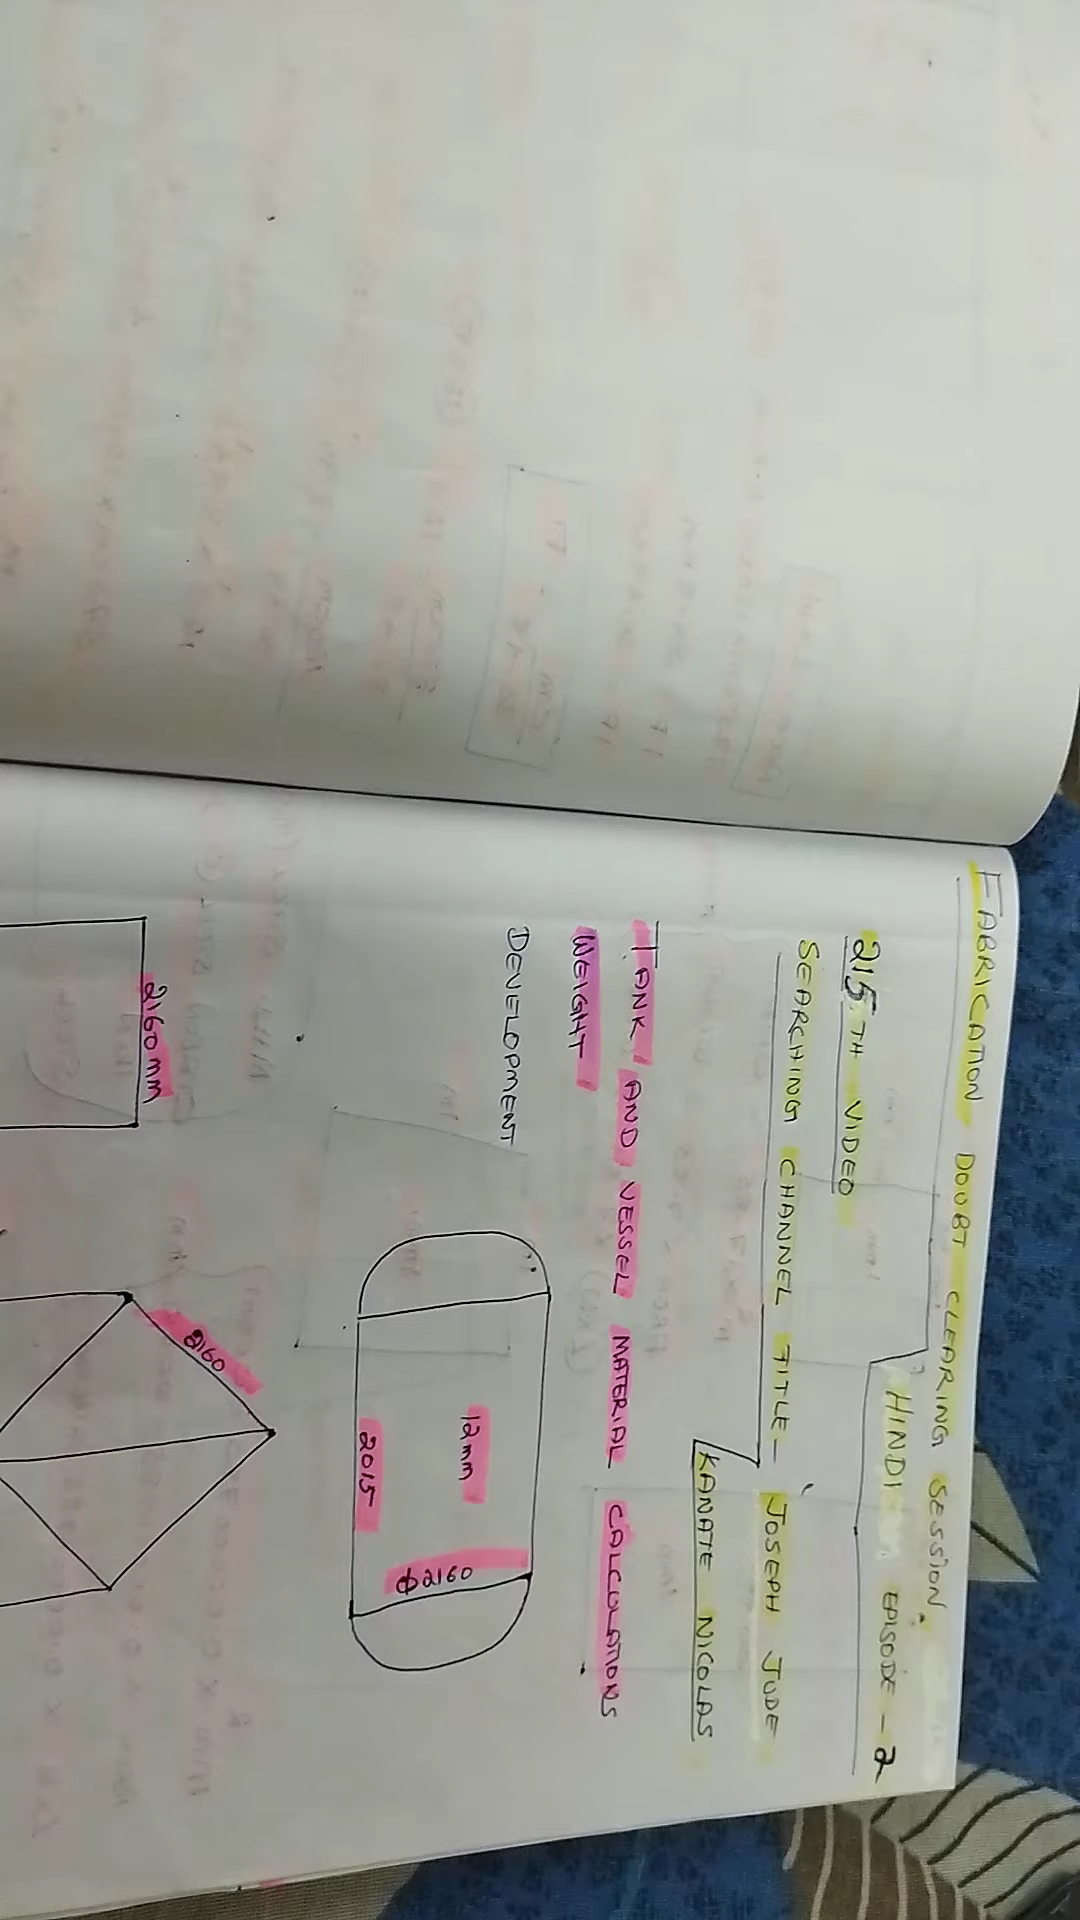 FABRICATION DOUBT CLEARING SESSION.
HINDI EPISODE - 2
215 TH VIDEO
SEARCHING CHANNEL TITLE - JOSEPH JUDE
KANATE NICOLAS
TANK AND VESSEL MATERIAL CALCULATIONS
WEIGHT
DEVELOPMENT
12mm
ϕ2160
2015
2160
2160 mm